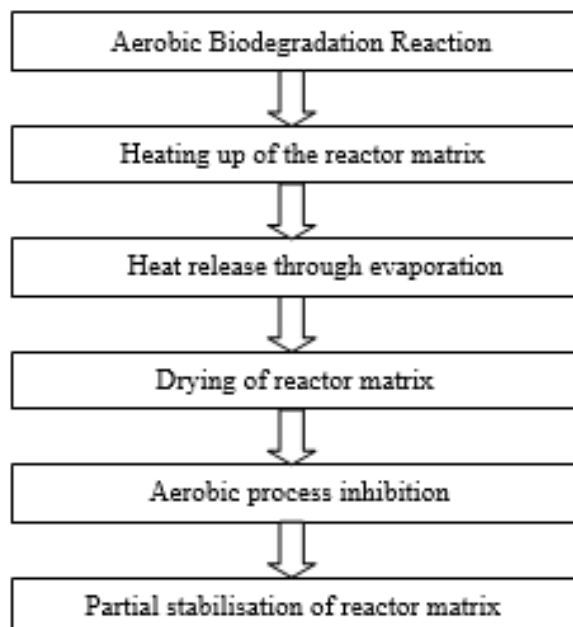 Aerobic Biodegradation Reaction
Heating up of the reactor matrix
Heat release through evaporation
Drying of reactor matrix
Aerobic process inhibition
Partial stabilisation of reactor matrix